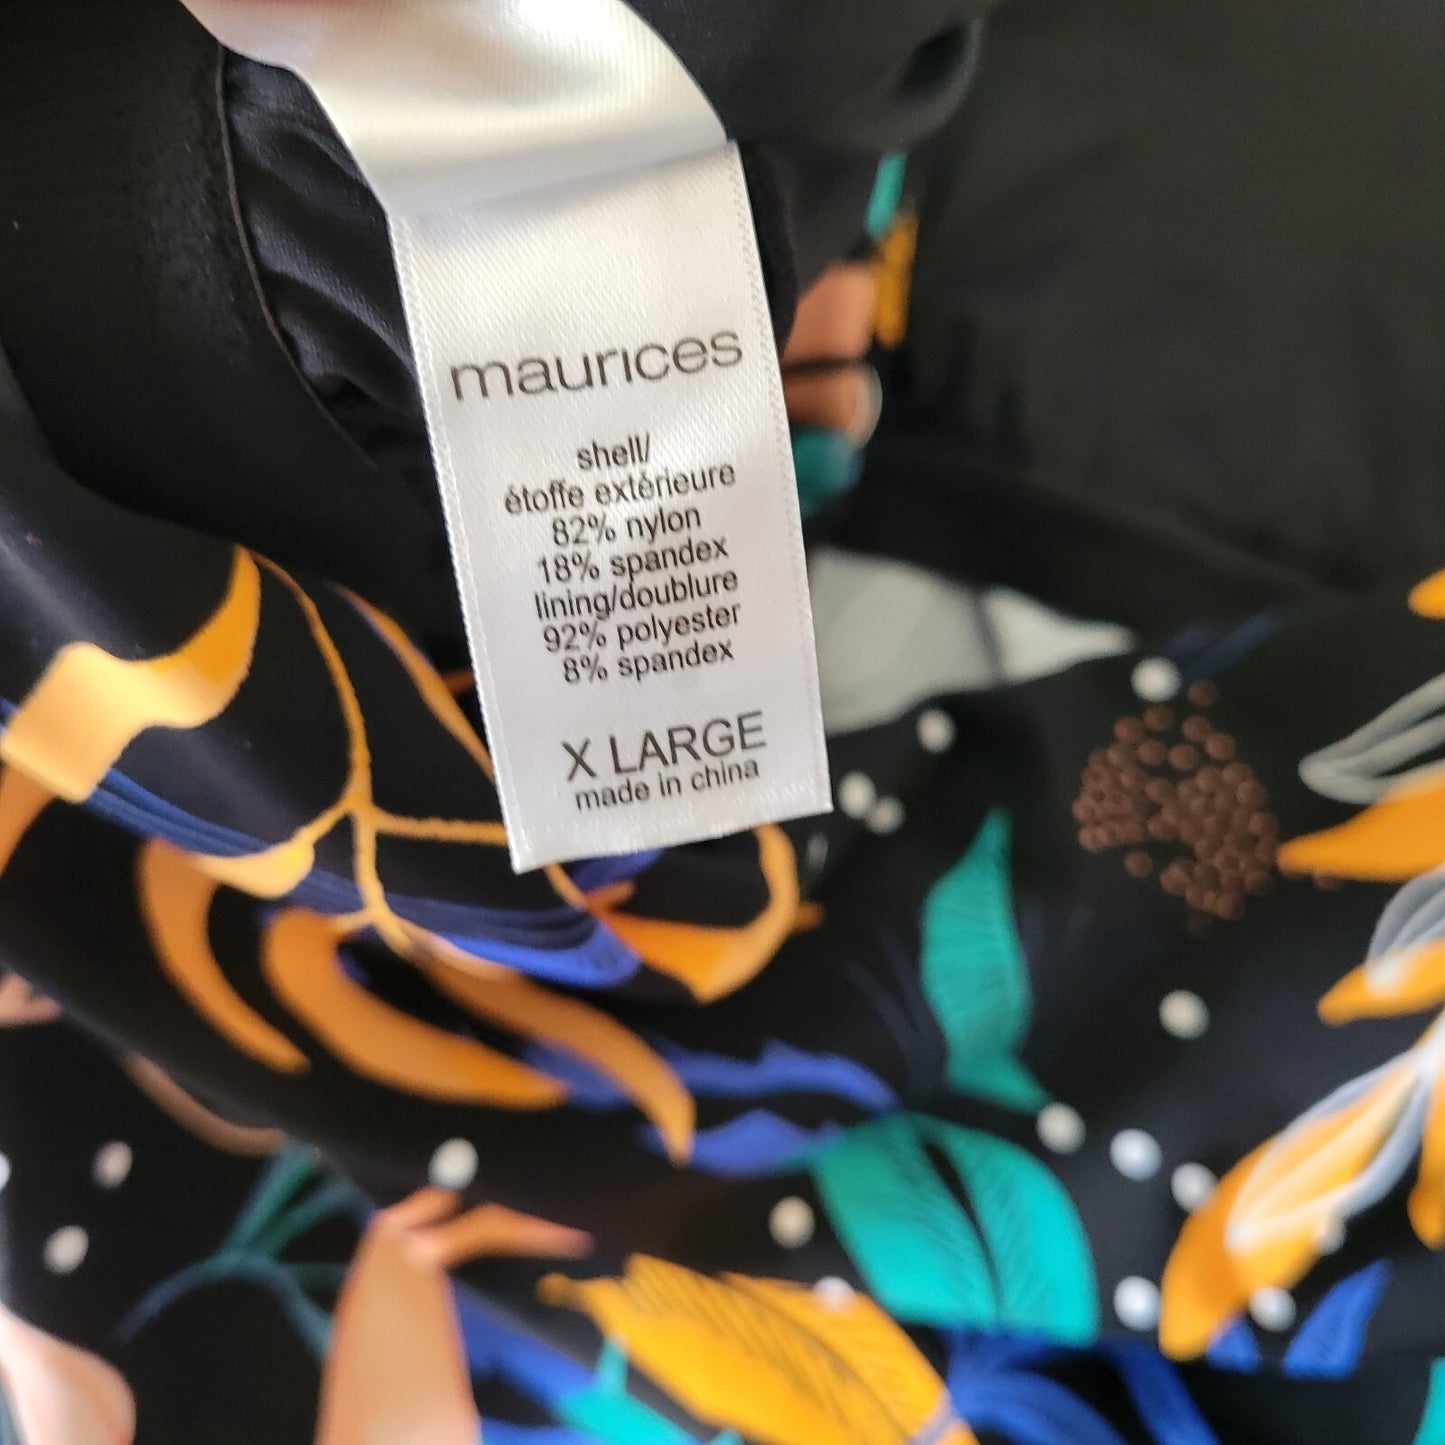 maurices
shell/
étoffe extérieure
82% nylon
18% spandex
lining/doublure
92% polyester
8% spandex
X LARGE
made in china